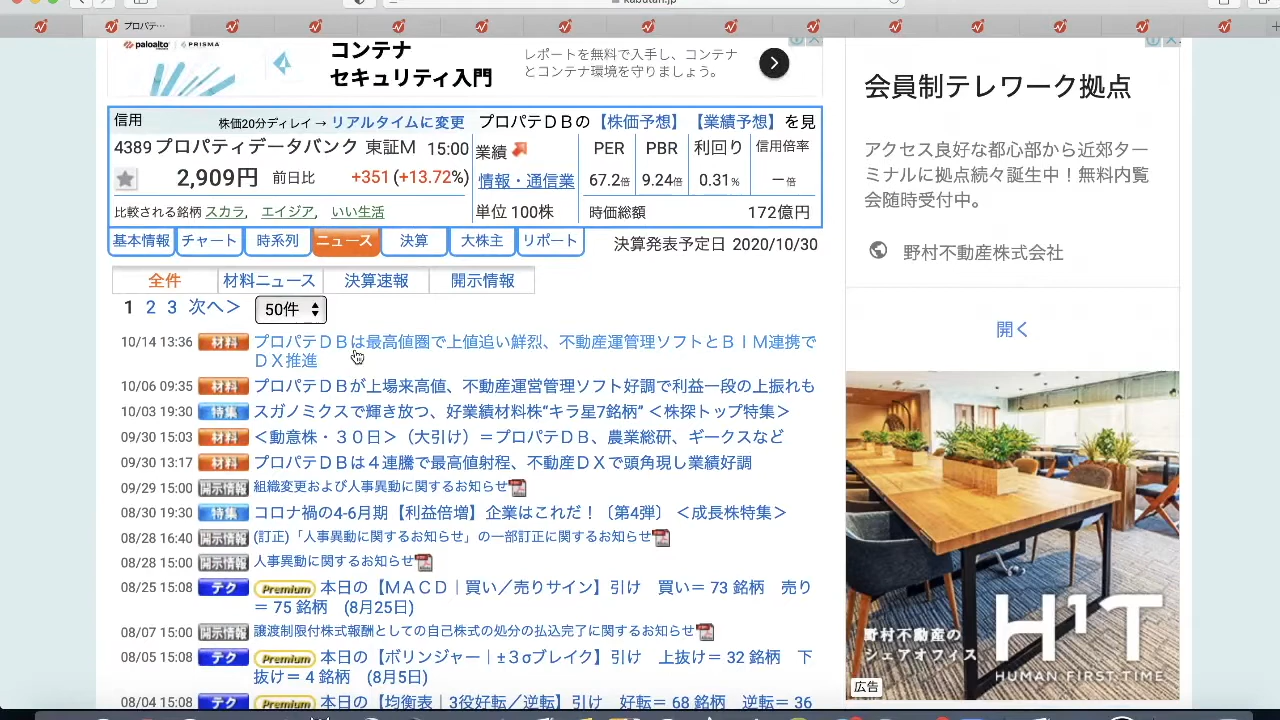 kabutan.jp
プロパテ…
paloalto
PRISMA
コンテナ
セキュリティ入門
レポートを無料で入手し、コンテナ
とコンテナ環境を守りましょう。
信用
株価20分ディレイ→リアルタイムに変更
プロパテＤＢの【株価予想】【業績予想】を見
4389 プロパティデータバンク 東証Ｍ 15:00
業績
PER PBR 利回り 信用倍率
2,909円 前日比 +351 (+13.72%)
情報・通信業
67.2倍 9.24倍 0.31% －倍
比較される銘柄 スカラ, エイジア, いい生活
単位 100株
時価総額 172億円
基本情報 チャート 時系列 ニュース 決算 大株主 レポート
決算発表予定日 2020/10/30
全件 材料ニュース 決算速報 開示情報
1 2 3 次へ＞ 50件
10/14 13:36 材料 プロパテＤＢは最高値圏で上値追い鮮烈、不動産運管理ソフトとＢＩＭ連携で
ＤＸ推進
10/06 09:35 材料 プロパテＤＢが上場来高値、不動産運営管理ソフト好調で利益一段の上振れも
10/03 19:30 特集 スガノミクスで輝き放つ、好業績材料株“キラ星7銘柄” ＜株探トップ特集＞
09/30 15:03 材料 ＜動意株・３０日＞（大引け）＝プロパテＤＢ、農業総研、ギークスなど
09/30 13:17 材料 プロパテＤＢは４連騰で最高値射程、不動産ＤＸで頭角現し業績好調
09/29 15:00 開示情報 組織変更および人事異動に関するお知らせ
08/30 19:30 特集 コロナ禍の4-6月期【利益倍増】企業はこれだ！〔第4弾〕 ＜成長株特集＞
08/28 16:40 開示情報 (訂正)「人事異動に関するお知らせ」の一部訂正に関するお知らせ
08/28 15:00 開示情報 人事異動に関するお知らせ
08/25 15:08 テク Premium 本日の【ＭＡＣＤ｜買い／売りサイン】引け　買い＝ 73 銘柄　売り
＝ 75 銘柄　(8月25日)
08/07 15:00 開示情報 譲渡制限付株式報酬としての自己株式の処分の払込完了に関するお知らせ
08/05 15:08 テク Premium 本日の【ボリンジャー｜±３σブレイク】引け　上抜け＝ 32 銘柄　下
抜け＝ 4 銘柄　(8月5日)
08/04 15:08 テク Premium 本日の【均衡表｜3役好転／逆転】引け　好転＝ 68 銘柄　逆転＝ 36
会員制テレワーク拠点
アクセス良好な都心部から近郊ター
ミナルに拠点続々誕生中！無料内覧
会随時受付中。
野村不動産株式会社
開く
野村不動産の
シェアオフィス
H¹T
HUMAN FIRST TIME
広告